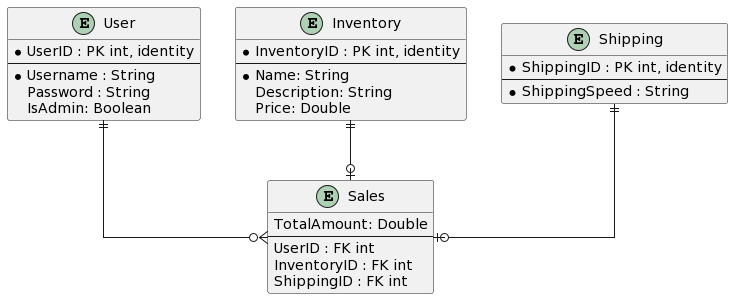 E User
* UserID : PK int, identity
* Username : String
Password : String
IsAdmin: Boolean
E Inventory
* InventoryID : PK int, identity
* Name: String
Description: String
Price: Double
E Shipping
* ShippingID : PK int, identity
* ShippingSpeed : String
E Sales
TotalAmount: Double
UserID : FK int
InventoryID : FK int
ShippingID : FK int